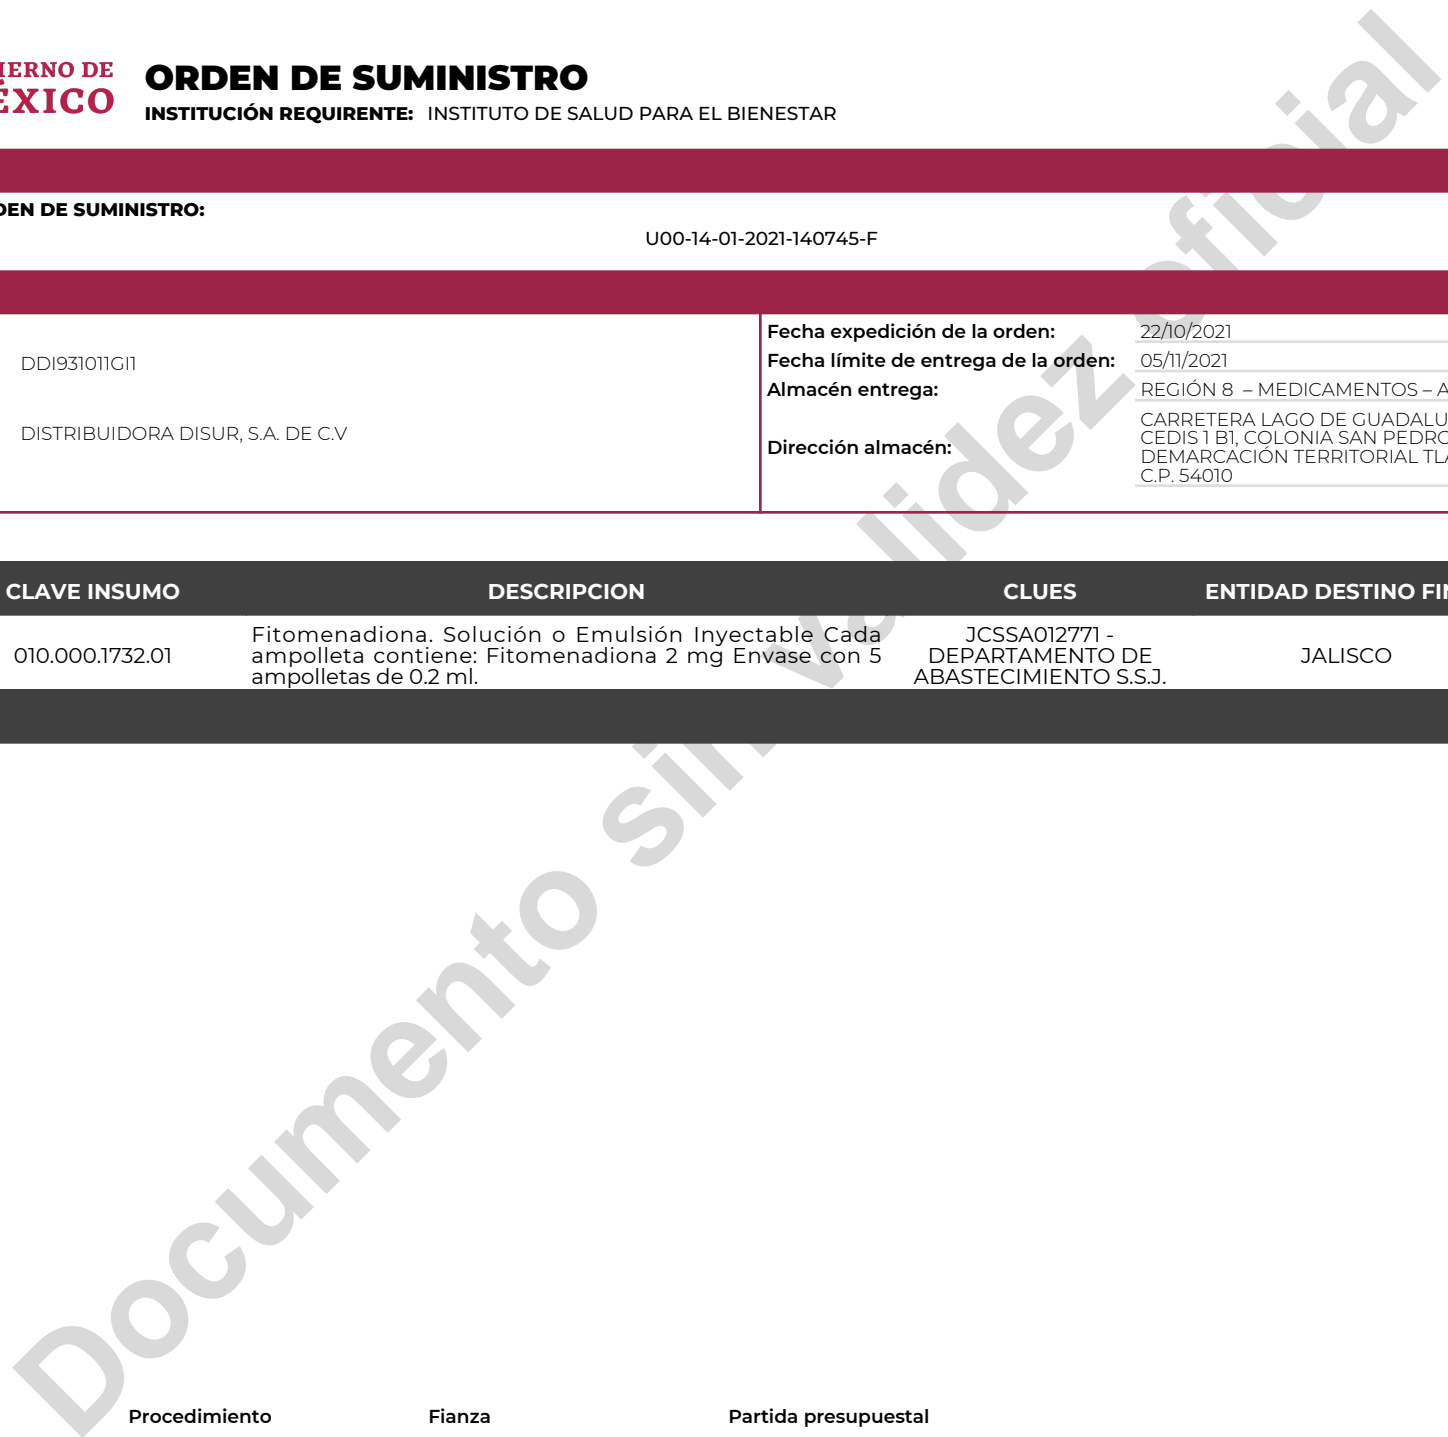 IERNO DE
ÉXICO
ORDEN DE SUMINISTRO
INSTITUCIÓN REQUIRENTE: INSTITUTO DE SALUD PARA EL BIENESTAR
DEN DE SUMINISTRO:
U00-14-01-2021-140745-F
DDI931011GI1
DISTRIBUIDORA DISUR, S.A. DE C.V
Fecha expedición de la orden: 22/10/2021
Fecha límite de entrega de la orden: 05/11/2021
Almacén entrega: REGIÓN 8 – MEDICAMENTOS – A
Dirección almacén: CARRETERA LAGO DE GUADALU
CEDIS 1 B1, COLONIA SAN PEDRO
DEMARCACIÓN TERRITORIAL TLA
C.P. 54010
CLAVE INSUMO DESCRIPCION CLUES ENTIDAD DESTINO FIN
010.000.1732.01
Fitomenadiona. Solución o Emulsión Inyectable Cada
ampolleta contiene: Fitomenadiona 2 mg Envase con 5
ampolletas de 0.2 ml.
JCSSA012771 -
DEPARTAMENTO DE
ABASTECIMIENTO S.S.J.
JALISCO
Documento sin validez oficial
Procedimiento Fianza Partida presupuestal